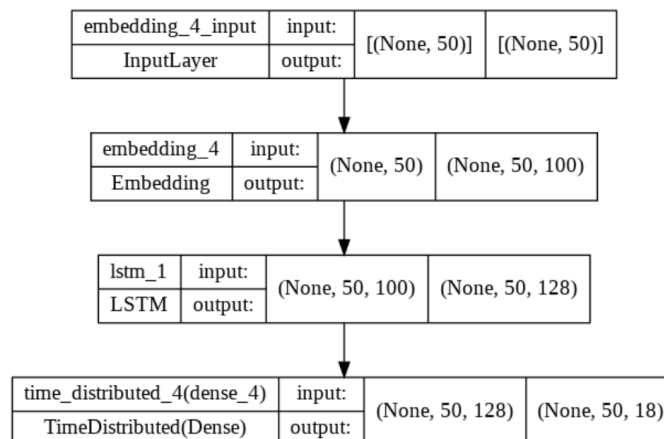 embedding_4_input input: [(None, 50)] [(None, 50)]
InputLayer output:
embedding_4 input: (None, 50) (None, 50, 100)
Embedding output:
lstm_1 input: (None, 50, 100) (None, 50, 128)
LSTM output:
time_distributed_4(dense_4) input: (None, 50, 128) (None, 50, 18)
TimeDistributed(Dense) output: